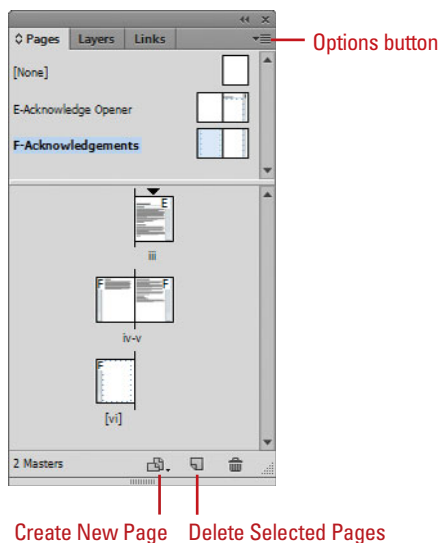 Pages Layers Links
Options button
[None]
E-Acknowledge Opener
F-Acknowledgements
E
iii
F F
iv-v
F
[vi]
2 Masters
Create New Page Delete Selected Pages